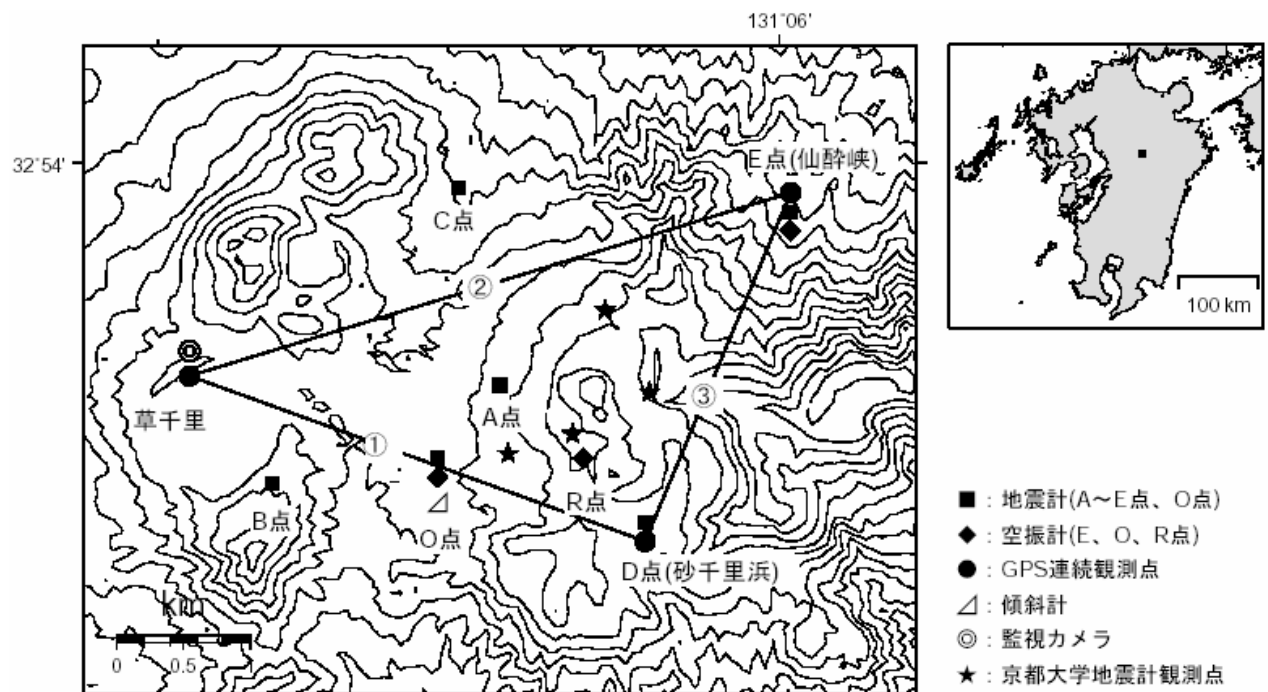 131°06'
32°54'
E点(仙酔峡)
C点
②
草千里
A点
③
①
B点
R点
O点
D点(砂千里浜)
km
0 0.5
100 km
■ : 地震計(A～E点、O点)
◆ : 空振計(E、O、R点)
● : GPS連続観測点
⊿ : 傾斜計
◎ : 監視カメラ
★ : 京都大学地震計観測点